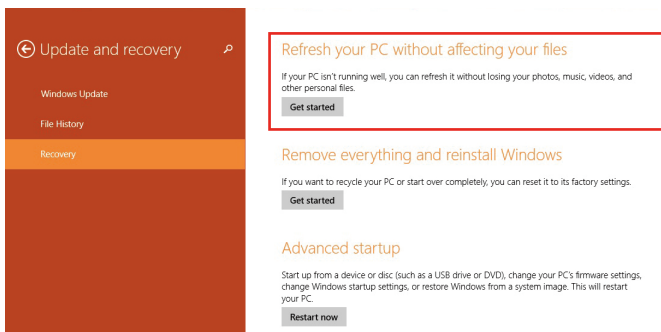 Update and recovery
Windows Update
File History
Recovery
Refresh your PC without affecting your files
If your PC isn't running well, you can refresh it without losing your photos, music, videos, and
other personal files.
Get started
Remove everything and reinstall Windows
If you want to recycle your PC or start over completely, you can reset it to its factory settings.
Get started
Advanced startup
Start up from a device or disc (such as a USB drive or DVD), change your PC's firmware settings,
change Windows startup settings, or restore Windows from a system image. This will restart
your PC.
Restart now